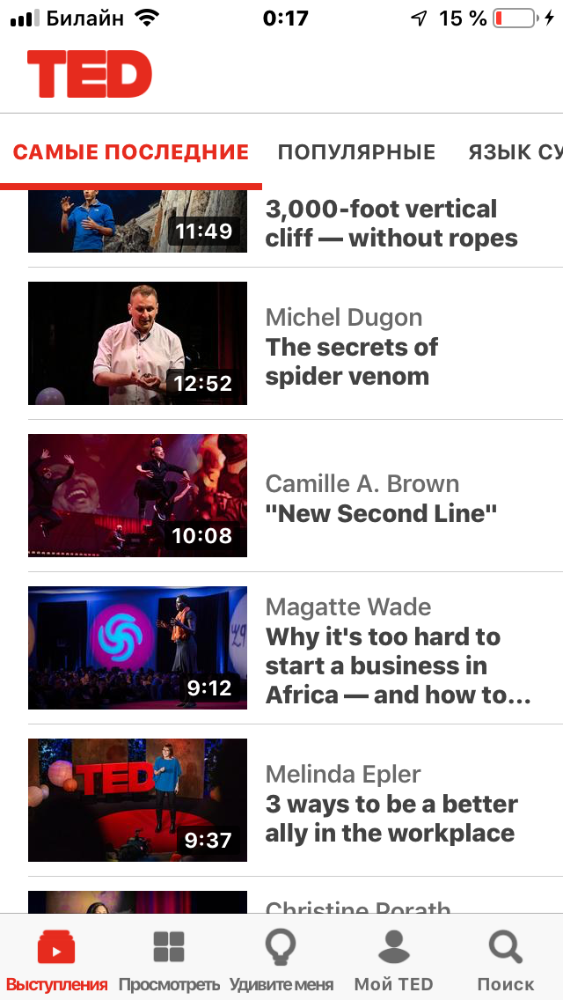 Билайн 0:17 15 %
TED
САМЫЕ ПОСЛЕДНИЕ ПОПУЛЯРНЫЕ ЯЗЫК СУ
3,000-foot vertical
cliff — without ropes
11:49
Michel Dugon
The secrets of
spider venom
12:52
Camille A. Brown
"New Second Line"
10:08
Magatte Wade
Why it's too hard to
start a business in
Africa — and how to...
9:12
Melinda Epler
3 ways to be a better
ally in the workplace
TED
9:37
Christine Porath
Выступления Просмотреть Удивите меня Мой TED Поиск